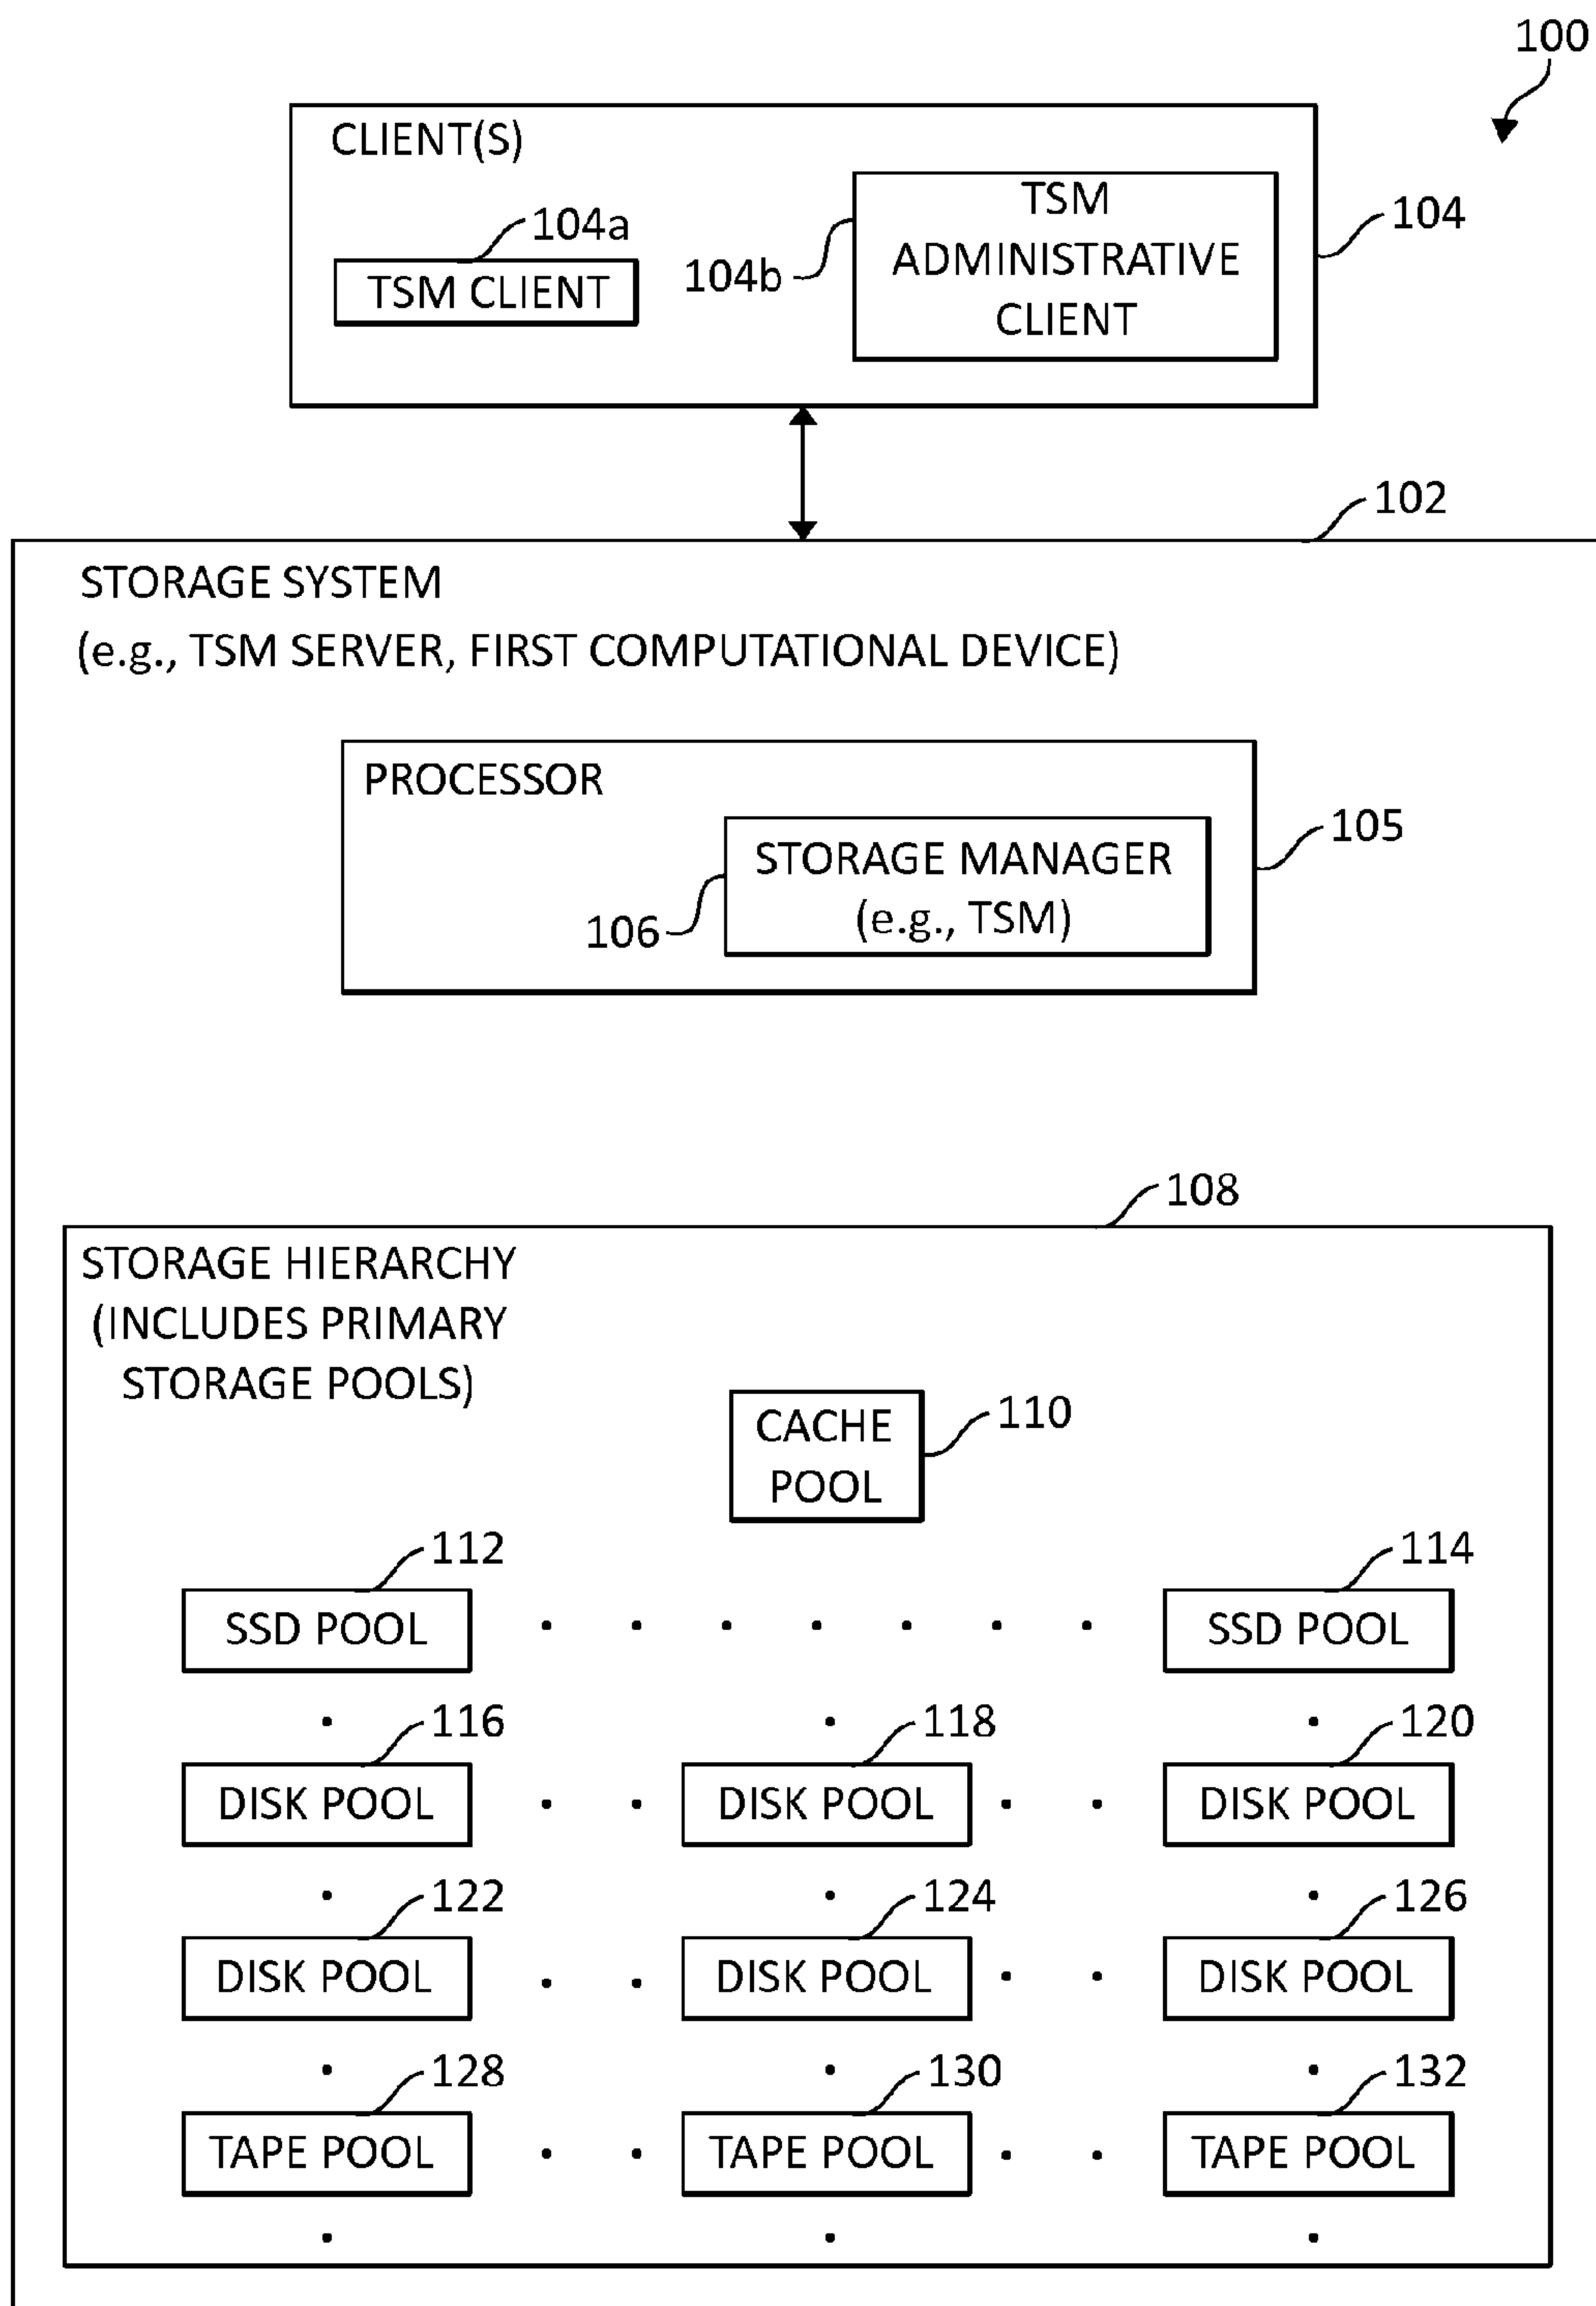 100
CLIENT(S)
104a
TSM CLIENT
104b
TSM
ADMINISTRATIVE
CLIENT
104
102
STORAGE SYSTEM
(e.g., TSM SERVER, FIRST COMPUTATIONAL DEVICE)
PROCESSOR
105
STORAGE MANAGER
(e.g., TSM)
106
108
STORAGE HIERARCHY
(INCLUDES PRIMARY
STORAGE POOLS)
CACHE
POOL
110
112
114
SSD POOL
SSD POOL
116
118
120
DISK POOL
DISK POOL
DISK POOL
122
124
126
DISK POOL
DISK POOL
DISK POOL
128
130
132
TAPE POOL
TAPE POOL
TAPE POOL